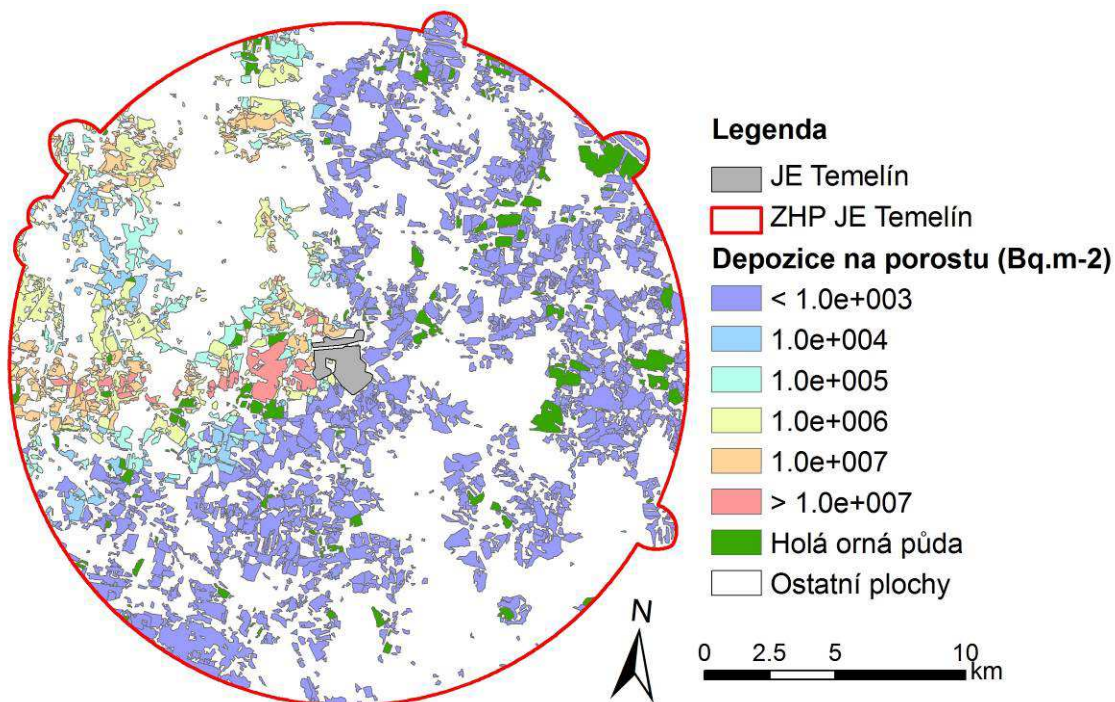 Legenda
JE Temelín
ZHP JE Temelín
Depozice na porostu (Bq.m-2)
< 1.0e+003
1.0e+004
1.0e+005
1.0e+006
1.0e+007
> 1.0e+007
Holá orná půda
Ostatní plochy
N
0 2.5 5 10
km